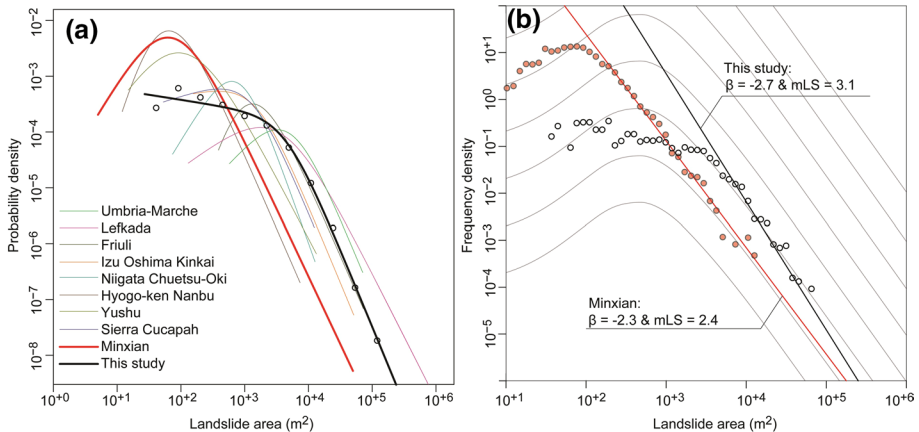 (a)
10⁻²
10⁻³
10⁻⁴
10⁻⁵
10⁻⁶
10⁻⁷
10⁻⁸
Probability density
Umbria-Marche
Lefkada
Friuli
Izu Oshima Kinkai
Niigata Chuetsu-Oki
Hyogo-ken Nanbu
Yushu
Sierra Cucapah
Minxian
This study
10⁺⁰ 10⁺¹ 10⁺² 10⁺³ 10⁺⁴ 10⁺⁵ 10⁺⁶
Landslide area (m²)
(b)
10⁺¹
10⁺⁰
10⁻¹
10⁻²
10⁻³
10⁻⁴
10⁻⁵
Frequency density
This study:
β = -2.7 & mLS = 3.1
Minxian:
β = -2.3 & mLS = 2.4
10⁺¹ 10⁺² 10⁺³ 10⁺⁴ 10⁺⁵ 10⁺⁶
Landslide area (m²)